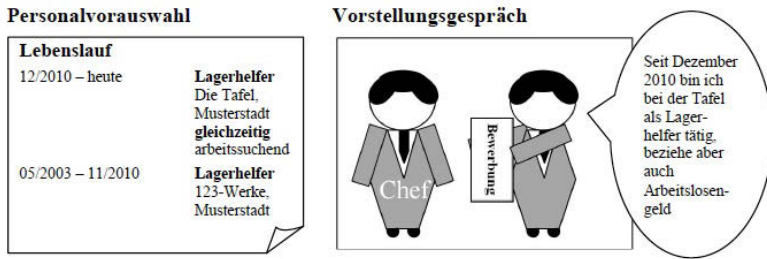 Personalvorauswahl
Lebenslauf
12/2010 – heute Lagerhelfer
Die Tafel,
Musterstadt
gleichzeitig
arbeitssuchend
05/2003 – 11/2010 Lagerhelfer
123-Werke,
Musterstadt
Vorstellungsgespräch
Chef
Bewerbung
Seit Dezember
2010 bin ich
bei der Tafel
als Lager-
helfer tätig,
beziehe aber
auch
Arbeitslosen-
geld